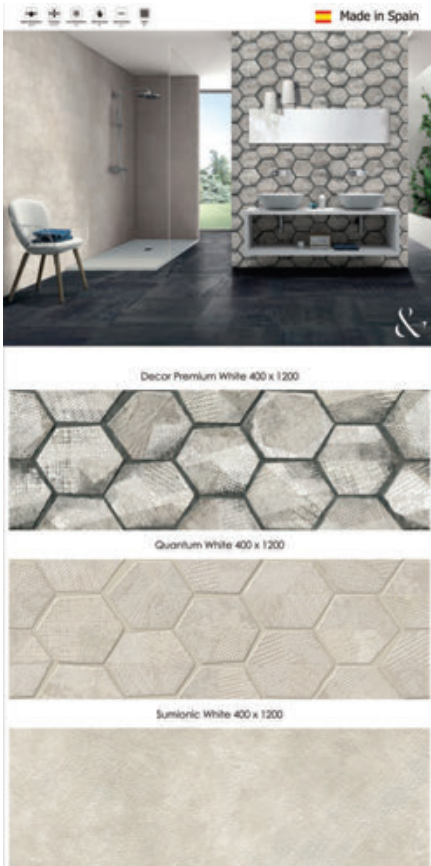 Made in Spain
&
Decor Premium White 400 x 1200
Quantum White 400 x 1200
Sumionic White 400 x 1200